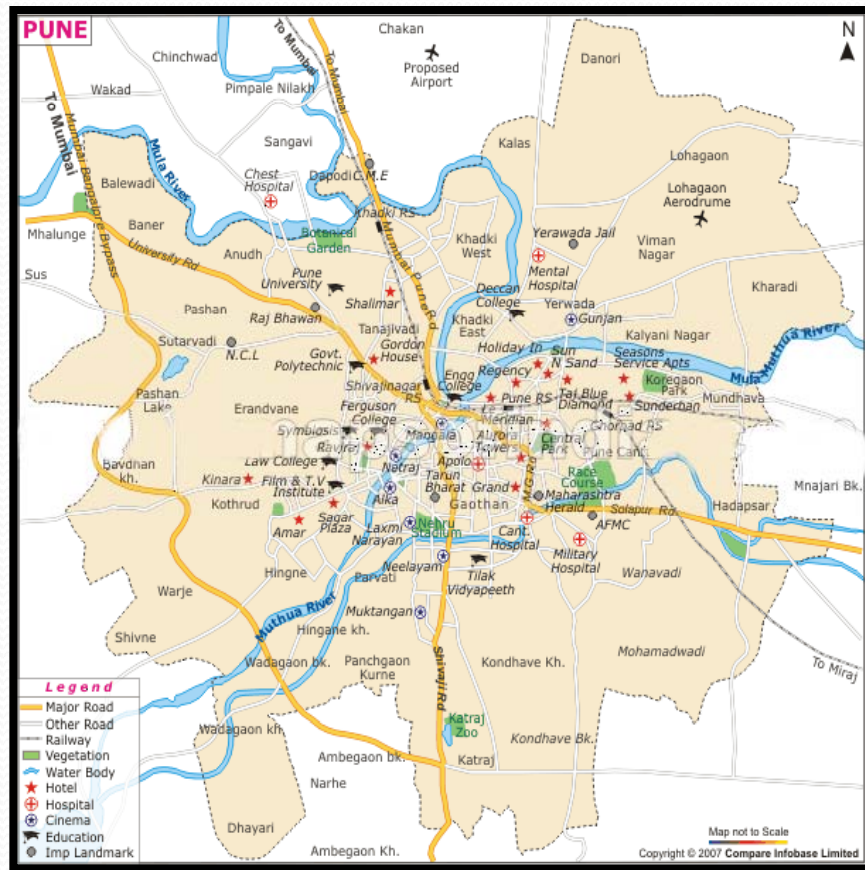 PUNE
N
To Mumbai
To Mumbai
Chakan
Proposed
Airport
Danori
Chinchwad
Wakad
Pimpale Nilakh
To Mumbai
Mumbai Bangalore Bypass
Sangavi
Kalas
Mula River
Chest
Hospital
Dapodi
C.M.E
Lohagaon
Balewadi
Lohagaon
Aerodrume
Khadki RS
Mhalunge
Baner
Botanical
Garden
Mumbai Pune Rd
Khadki
West
Yerawada Jail
Viman
Nagar
University Rd
Anudh
Mental
Hospital
Sus
Pune
University
Deccan
College
Yerwada
Kharadi
Pashan
Shalimar
Raj Bhawan
Tanajivadi
Khadki
East
Gunjan
Sutarvadi
N.C.L
Gordon
House
Kalyani Nagar
Mula Muthua River
Govt.
Polytechnic
Holiday In
Sun
N Sand
Seasons
Service Apts
Pashan
Lake
Shivajinagar
RS
Engg
College
Regency
Koregaon
Park
Erandvane
Ferguson
College
Pune RS
Taj Blue
Diamond
Sunderban
Mundhava
Symbiosis
Mangala
Meridian
Ghornad RS
Raviraj
Aurora
Towers
Central
Park
Pune Cant.
Bavdhan
kh.
Law College
Natraj
Apolo
M.G Rd
Race
Course
Kinara
Film & T.V
Institute
Tarun
Bharat
Mnajari Bk.
Kothrud
Alka
Gaothan
Grand
Maharashtra
Herald
Solapur Rd.
Hadapsar
Sagar
Plaza
Amar
Laxmi
Narayan
Nehru
Stadium
Cant.
Hospital
AFMC
Military
Hospital
Hingne
Neelayam
Wanavadi
Warje
Parvati
Tilak
Vidyapeeth
Muthua River
Muktangan
Shivne
Hingane kh.
Mohamadwadi
Wadagaon bk.
Panchgaon
Kurne
Shivaji Rd
Kondhave Kh.
To Miraj
Wadagaon kh.
Katraj
Zoo
Kondhave Bk.
Ambegaon bk.
Katraj
Narhe
Dhayari
Ambegaon Kh.
Legend
Major Road
Other Road
Railway
Vegetation
Water Body
Hotel
Hospital
Cinema
Education
Imp Landmark
Map not to Scale
Copyright © 2007 Compare Infobase Limited